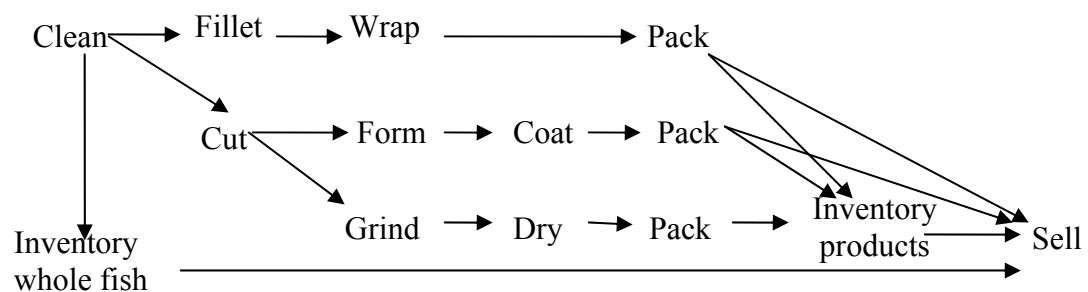 Clean Fillet Wrap Pack
Cut Form Coat Pack
Grind Dry Pack Inventory
products Sell
Inventory
whole fish